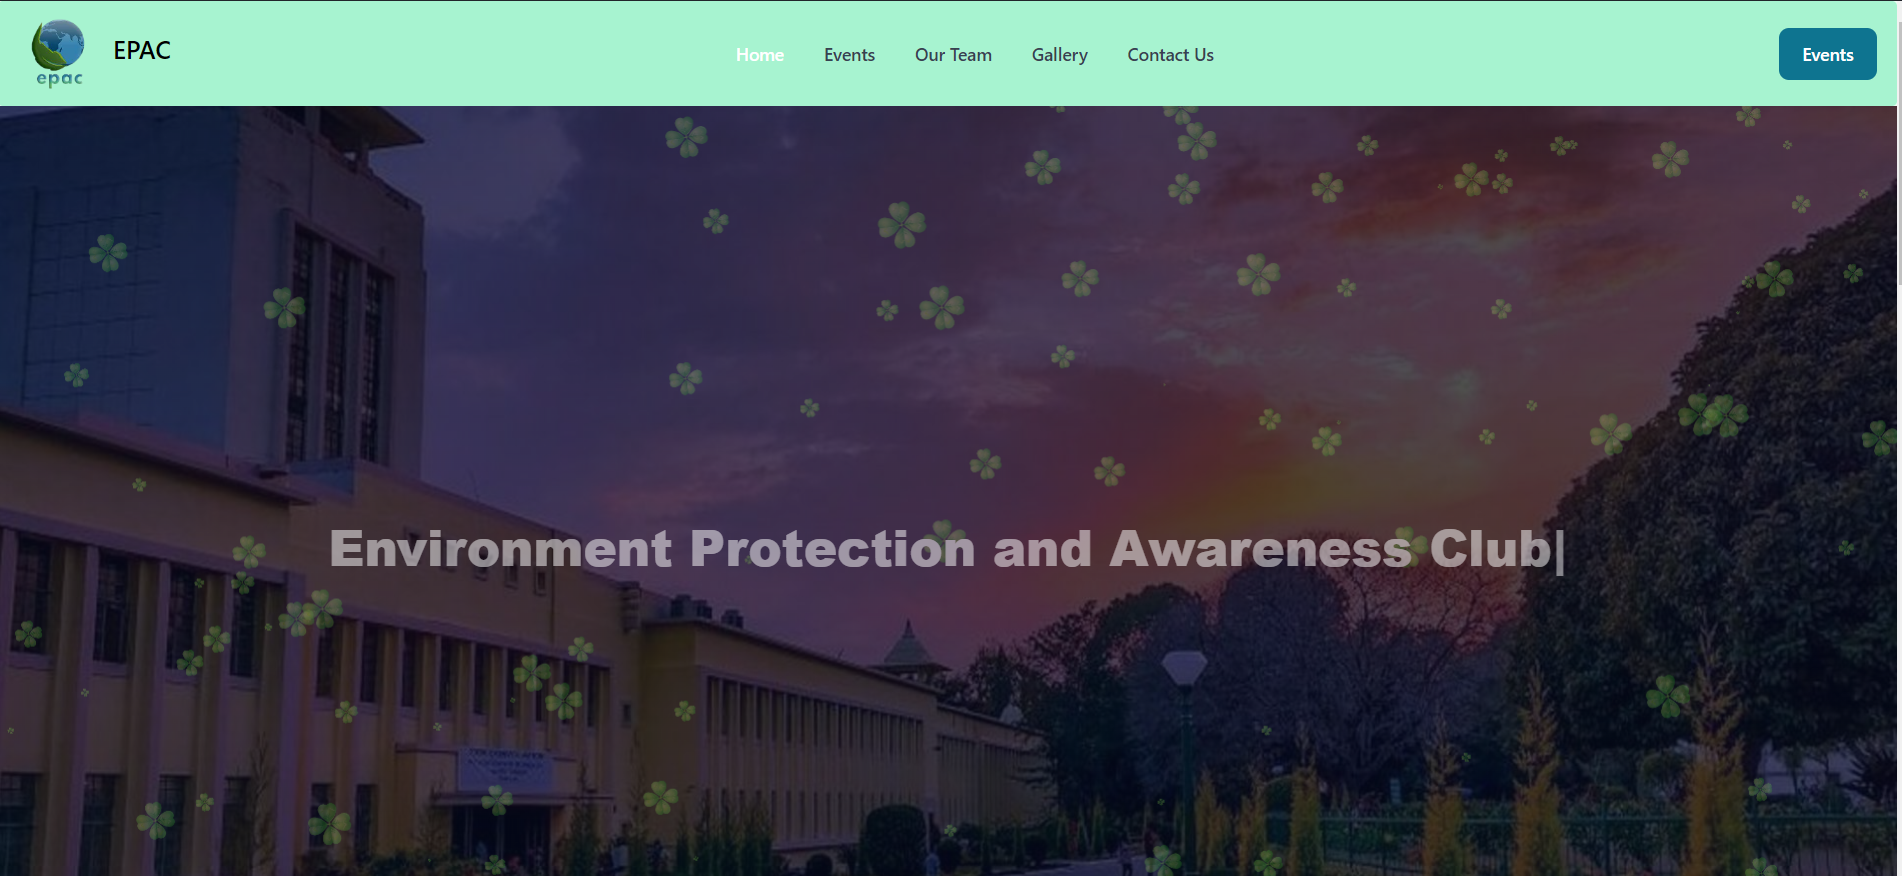 epac
EPAC
Home
Events
Our Team
Gallery
Contact Us
Events
Environment Protection and Awareness Club|